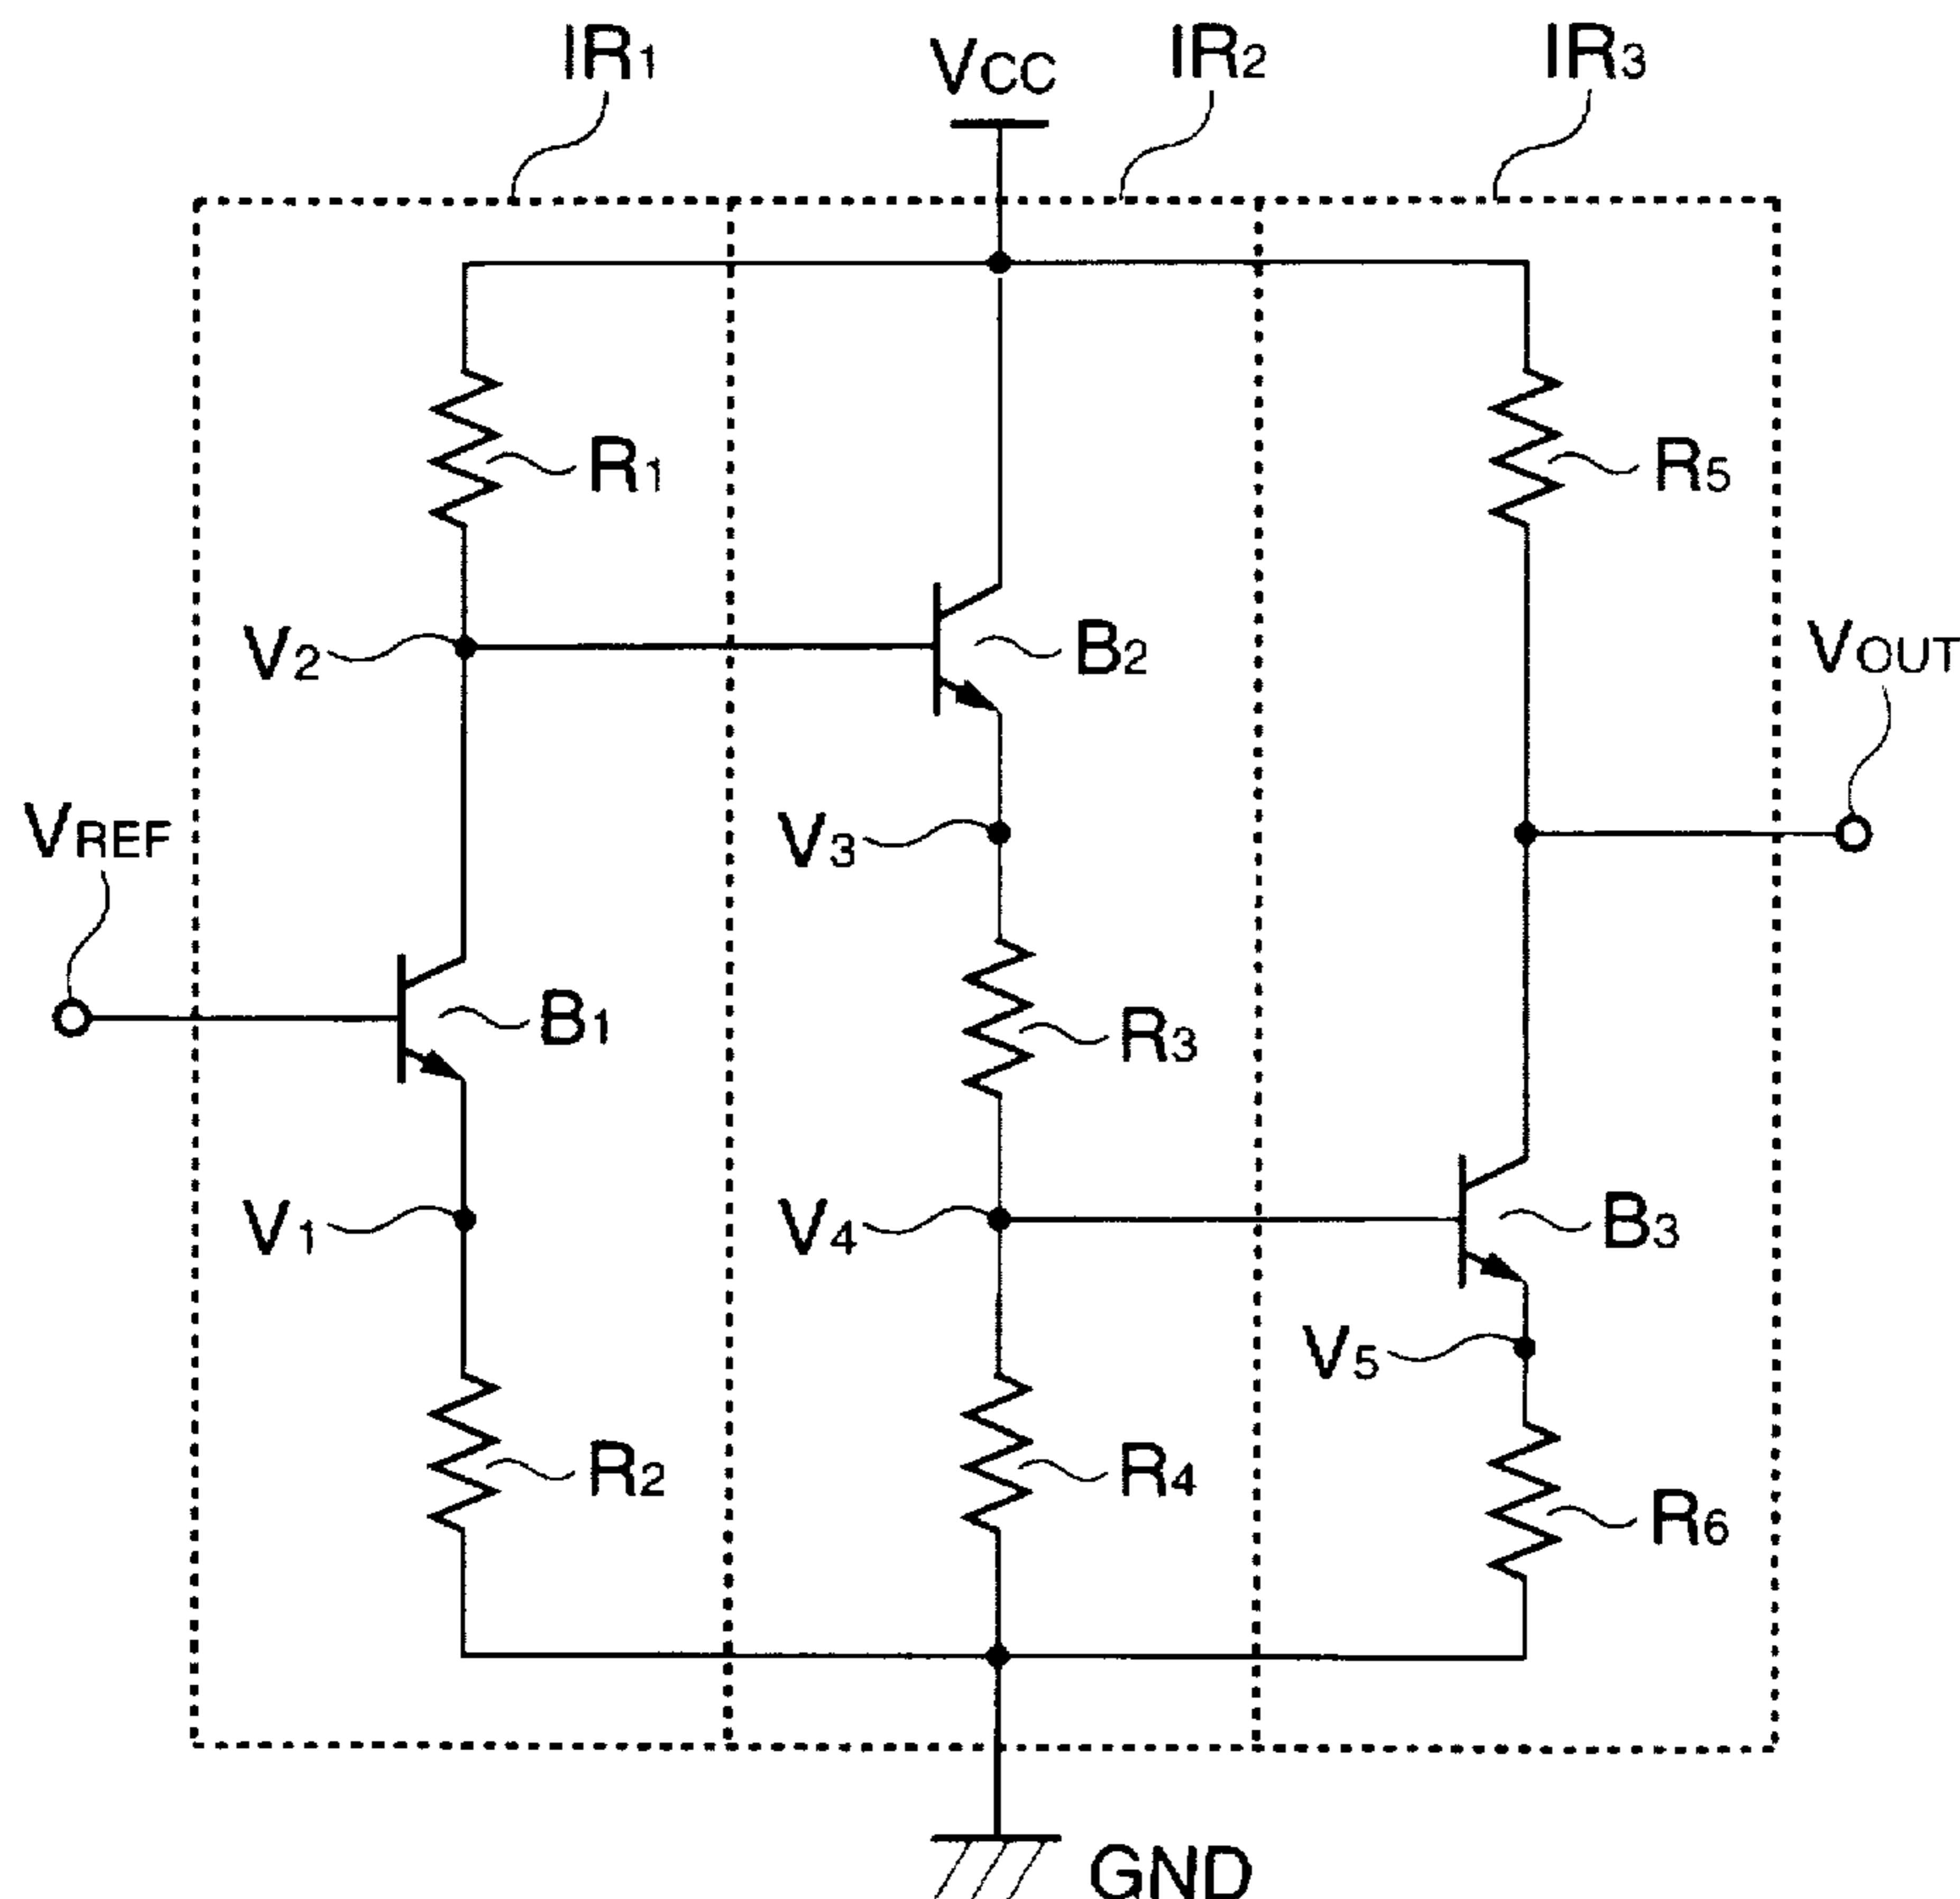 IR1
VCC
IR2
IR3
R1
R5
V2
B2
VOUT
VREF
V3
B1
R3
V1
V4
B3
V5
R2
R4
R6
GND